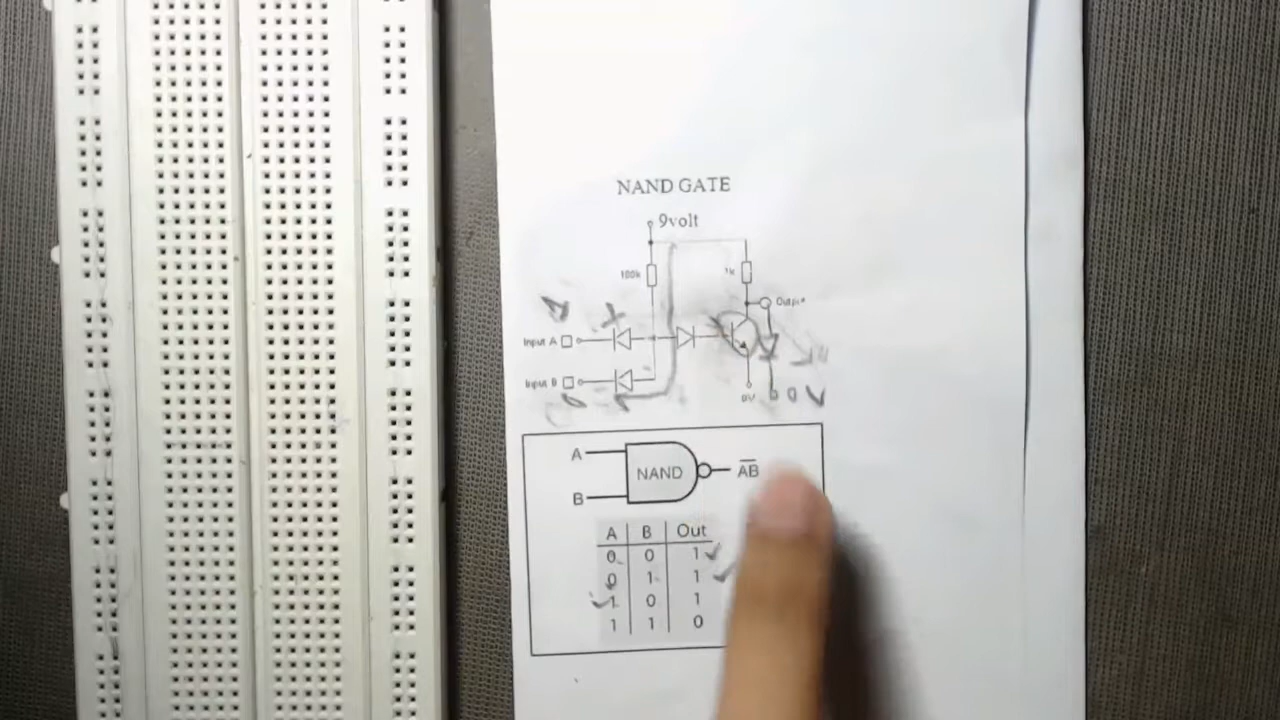 NAND GATE
9volt
100k 1k
Output
Input A
Input B
0V
A
NAND AB
B
A B Out
0 0 1
0 1 1
1 0 1
1 1 0